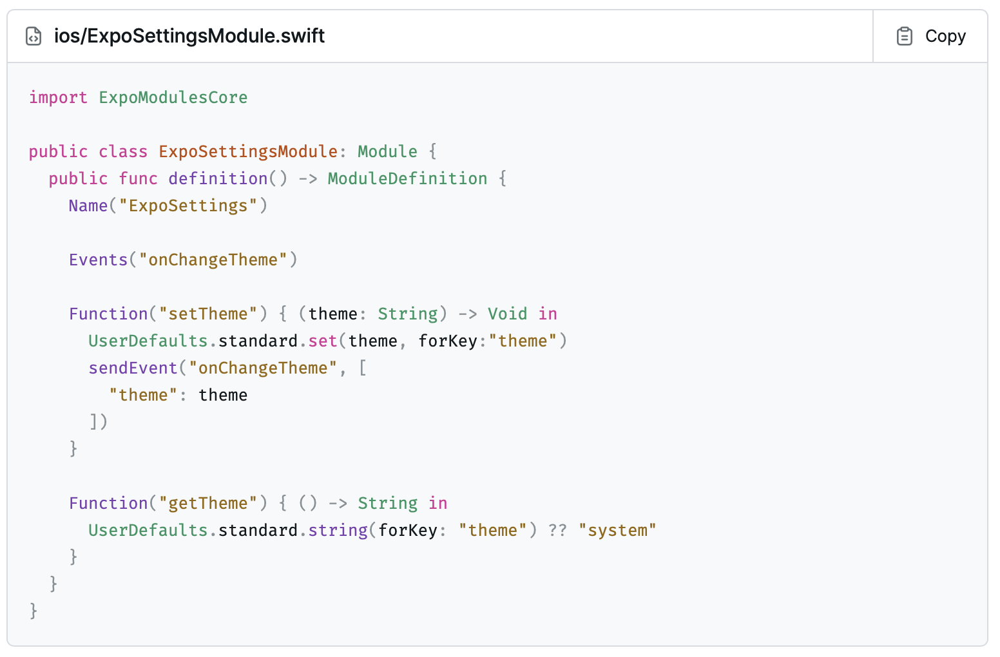 ios/ExpoSettingsModule.swift
Copy
import ExpoModulesCore
public class ExpoSettingsModule: Module {
  public func definition() -> ModuleDefinition {
    Name("ExpoSettings")
    Events("onChangeTheme")
    Function("setTheme") { (theme: String) -> Void in
      UserDefaults.standard.set(theme, forKey:"theme")
      sendEvent("onChangeTheme", [
        "theme": theme
      ])
    }
    Function("getTheme") { () -> String in
      UserDefaults.standard.string(forKey: "theme") ?? "system"
    }
  }
}